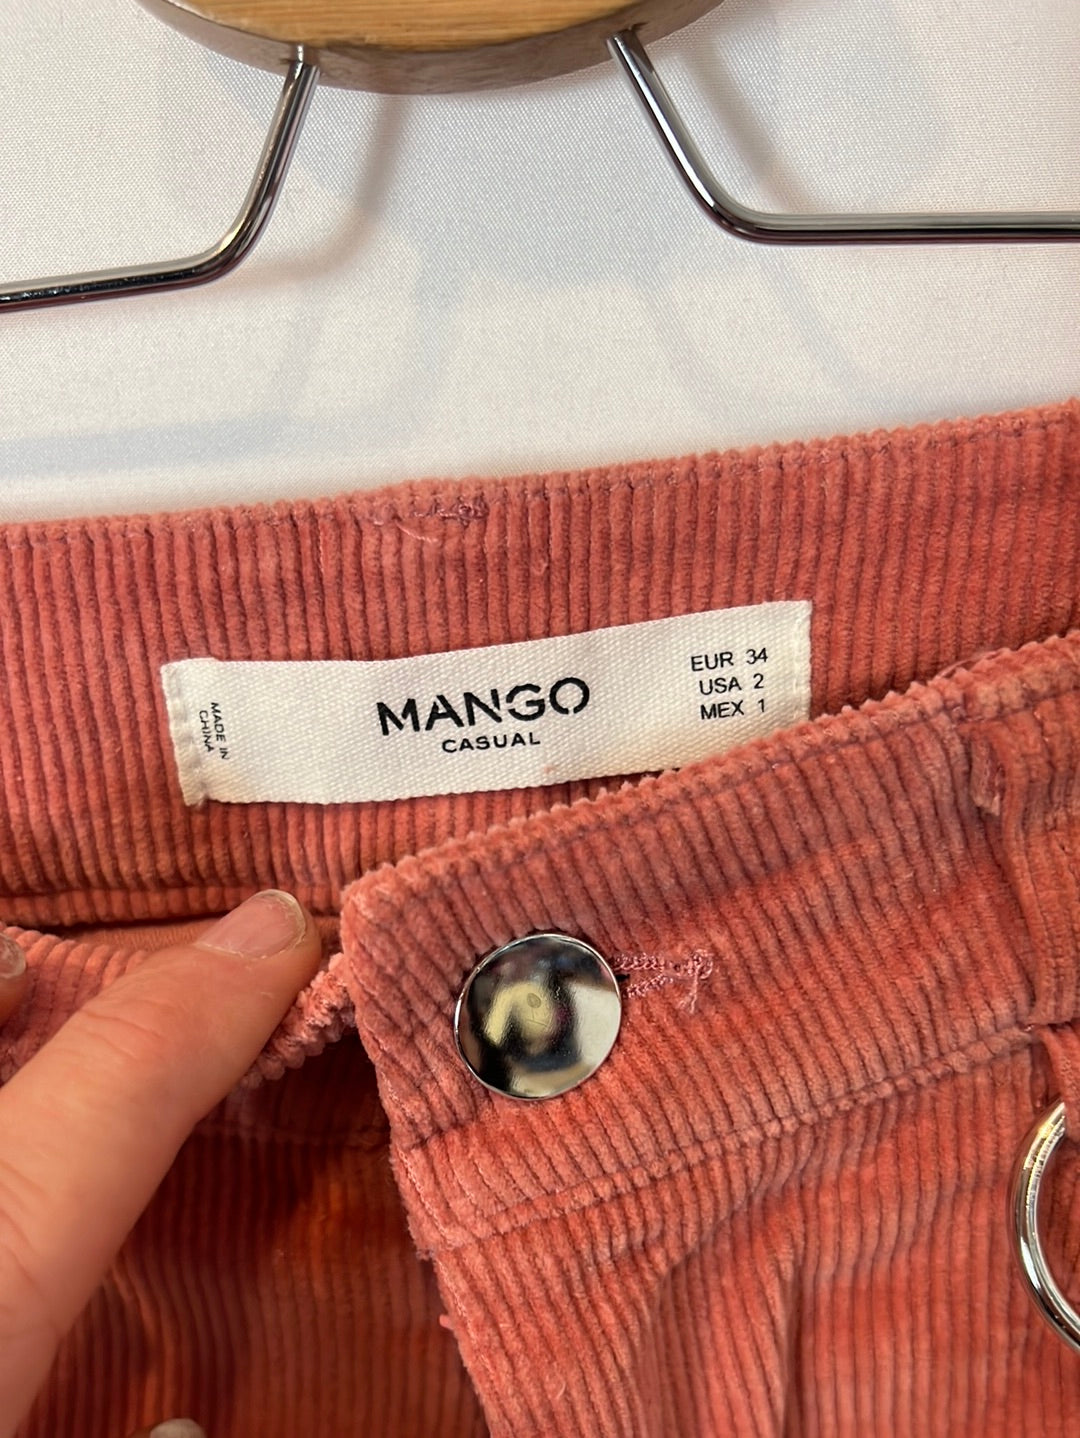 MADE IN
CHINA
MANGO
CASUAL
EUR 34
USA 2
MEX 1